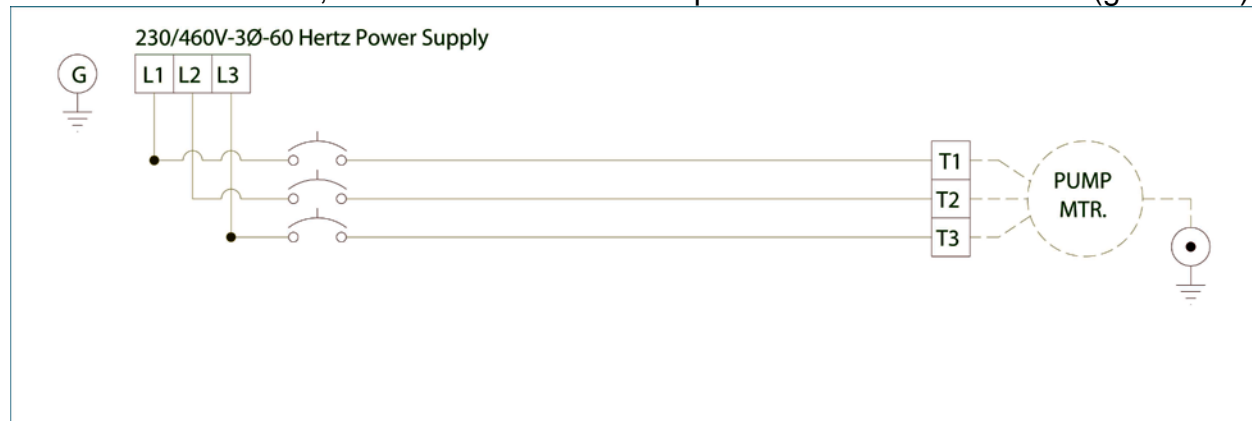 230/460V-3Ø-60 Hertz Power Supply
G
L1 L2 L3
T1
T2
T3
PUMP
MTR.